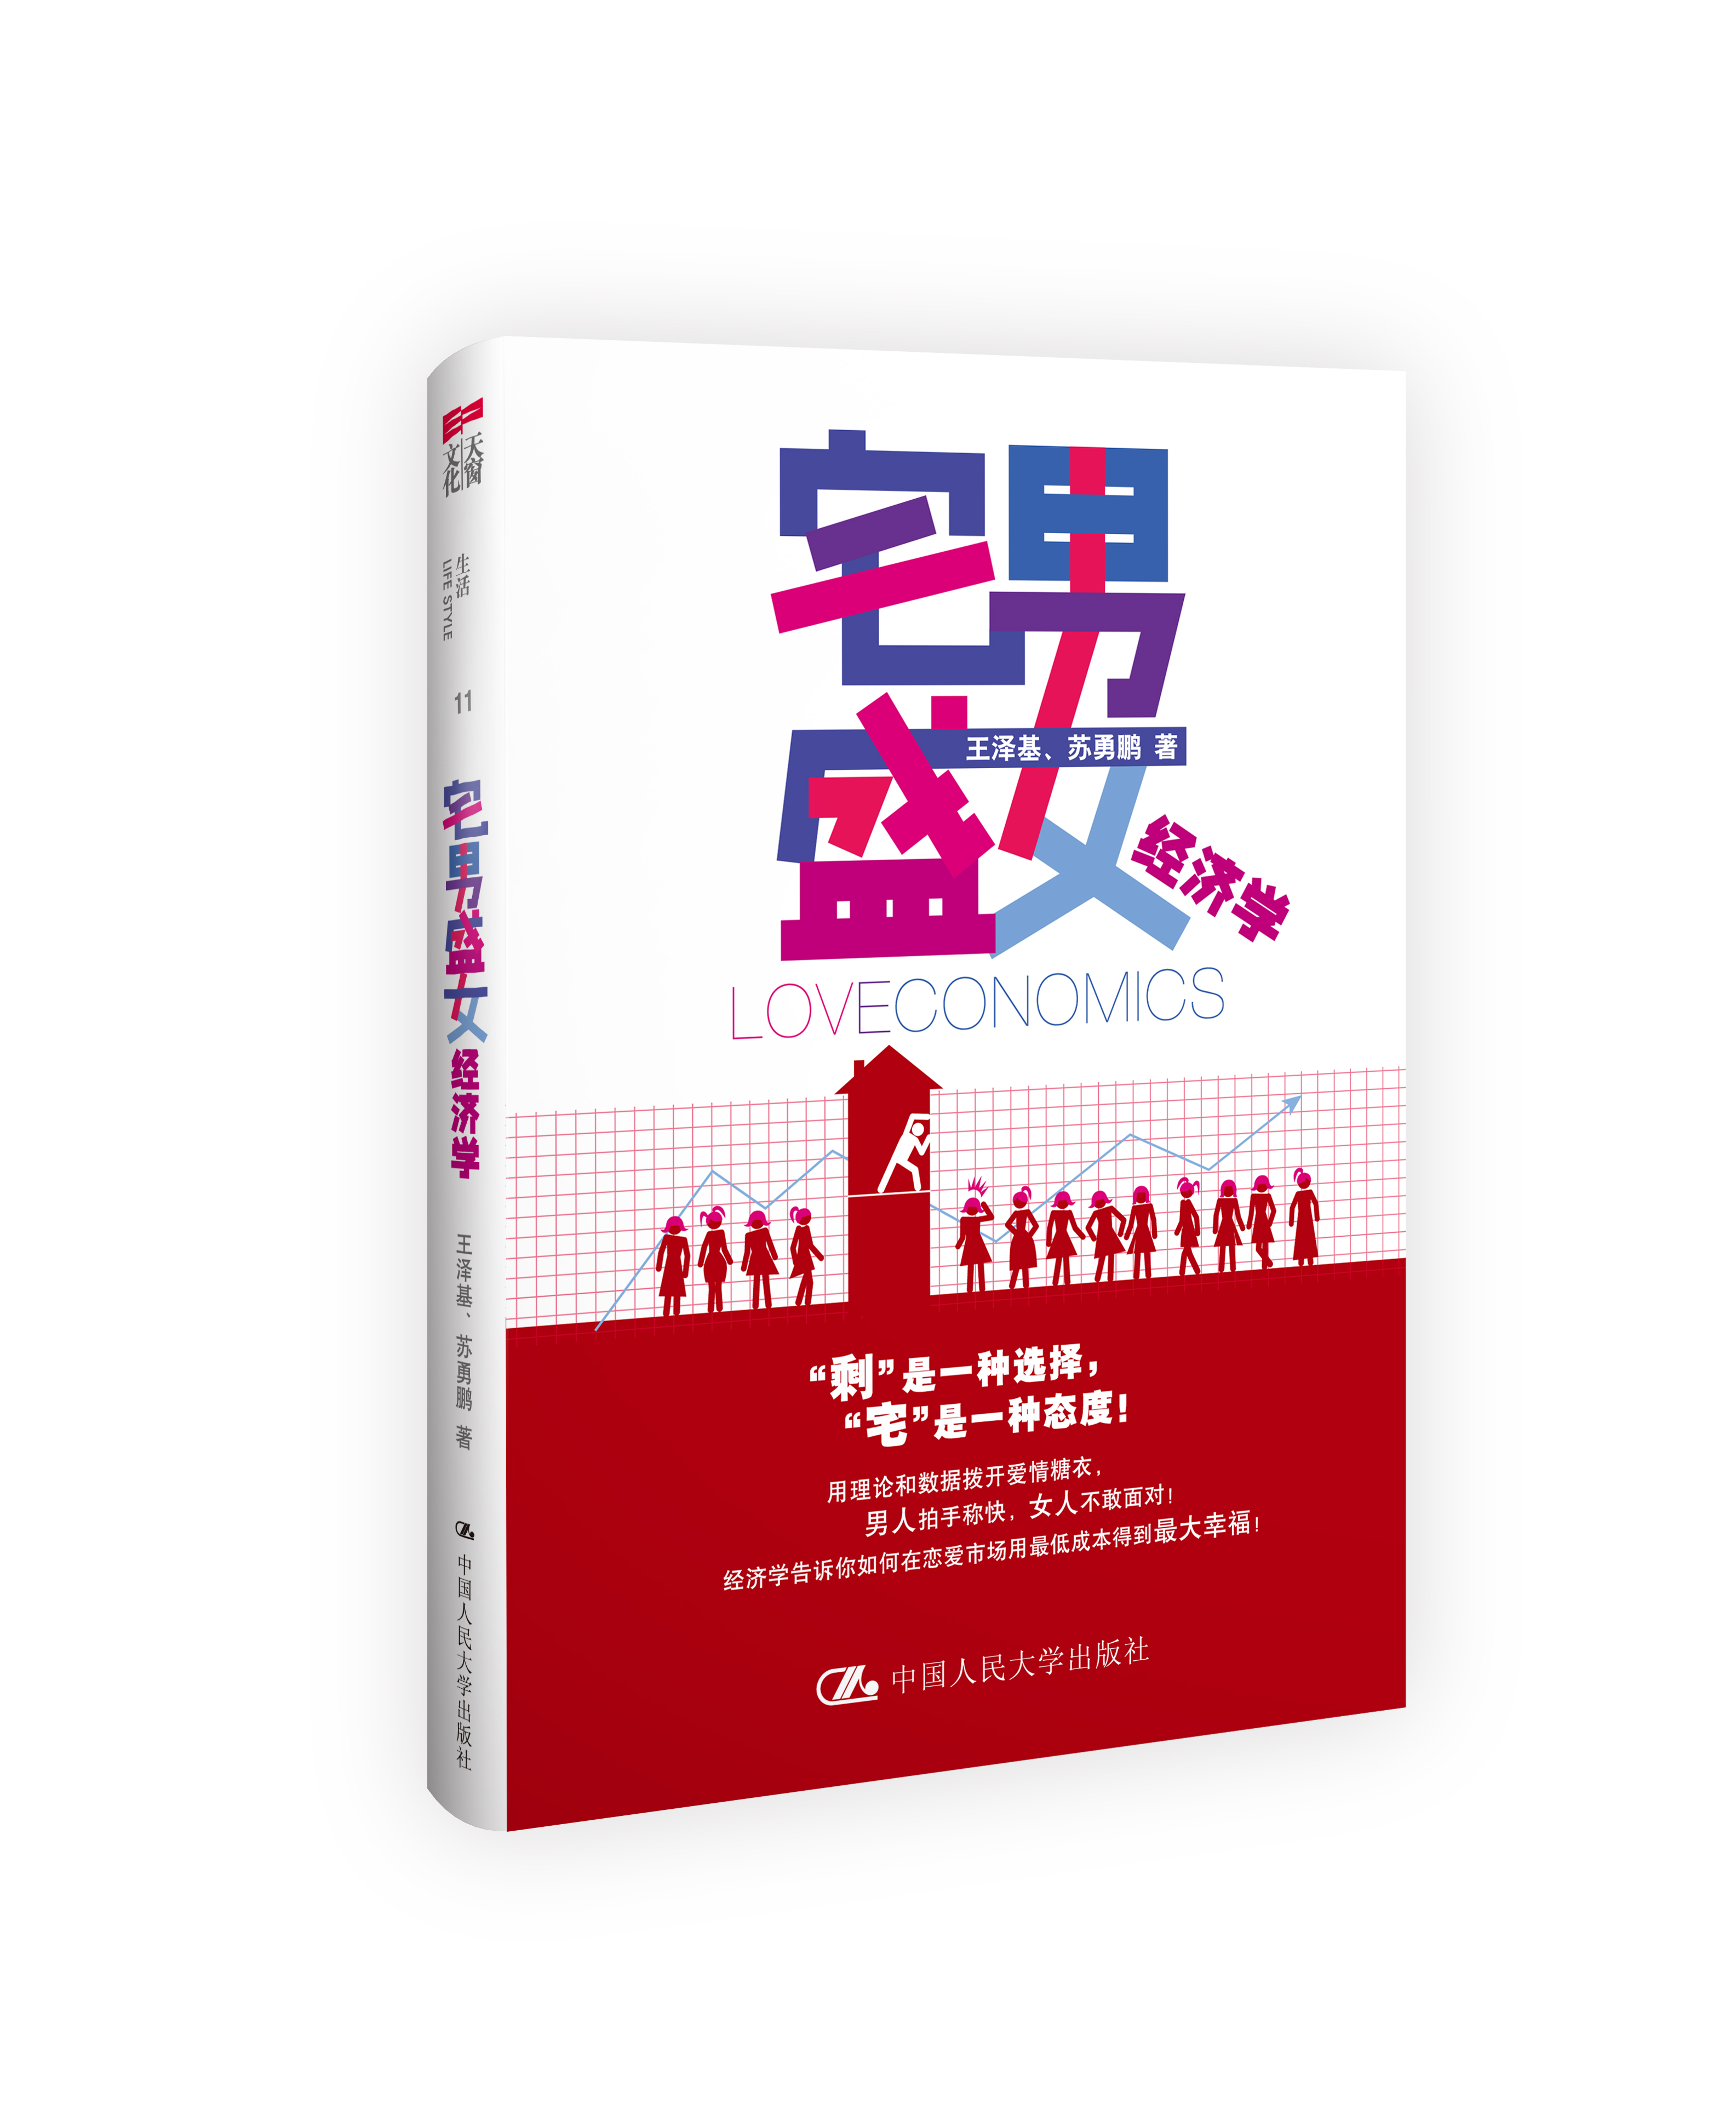 天窗
文化
生活
LIFE STYLE
11
宅男盛女经济学
王泽基、苏勇鹏 著
中国人民大学出版社
宅男
盛女
王泽基、苏勇鹏 著
经济学
LOVECONOMICS
“剩”是一种选择，
“宅”是一种态度！
用理论和数据拨开爱情糖衣，
男人拍手称快，女人不敢面对！
经济学告诉你如何在恋爱市场用最低成本得到最大幸福！
中国人民大学出版社